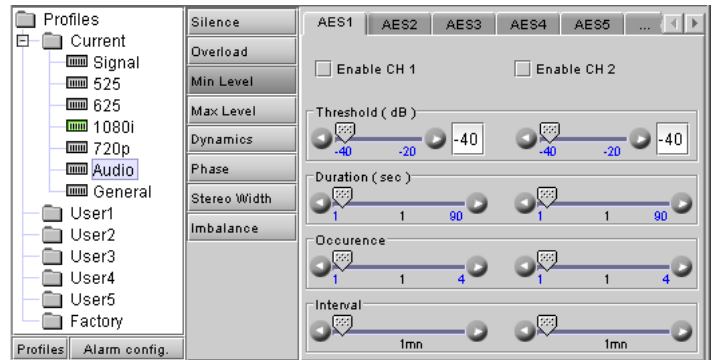 Profiles
Current
Signal
525
625
1080i
720p
Audio
General
User1
User2
User3
User4
User5
Factory
Profiles Alarm config.
Silence
Overload
Min Level
Max Level
Dynamics
Phase
Stereo Width
Imbalance
AES1 AES2 AES3 AES4 AES5 ...
Enable CH 1 Enable CH 2
Threshold ( dB )
-40 -20 -40 -40 -20 -40
Duration ( sec )
1 1 90 1 1 90
Occurence
1 1 4 1 1 4
Interval
1mn 1mn